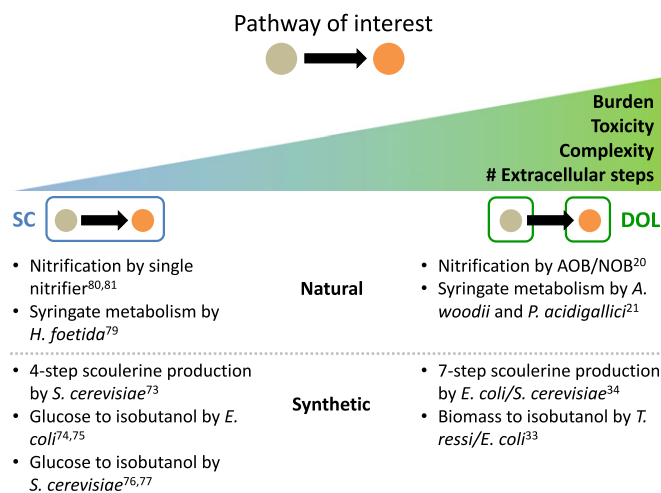 Pathway of interest
Burden
Toxicity
Complexity
# Extracellular steps
SC
DOL
• Nitrification by single
nitrifier80,81
• Syringate metabolism by
H. foetida79
Natural
• Nitrification by AOB/NOB20
• Syringate metabolism by A.
woodii and P. acidigallici21
• 4-step scoulerine production
by S. cerevisiae73
• Glucose to isobutanol by E.
coli74,75
• Glucose to isobutanol by
S. cerevisiae76,77
Synthetic
• 7-step scoulerine production
by E. coli/S. cerevisiae34
• Biomass to isobutanol by T.
ressi/E. coli33